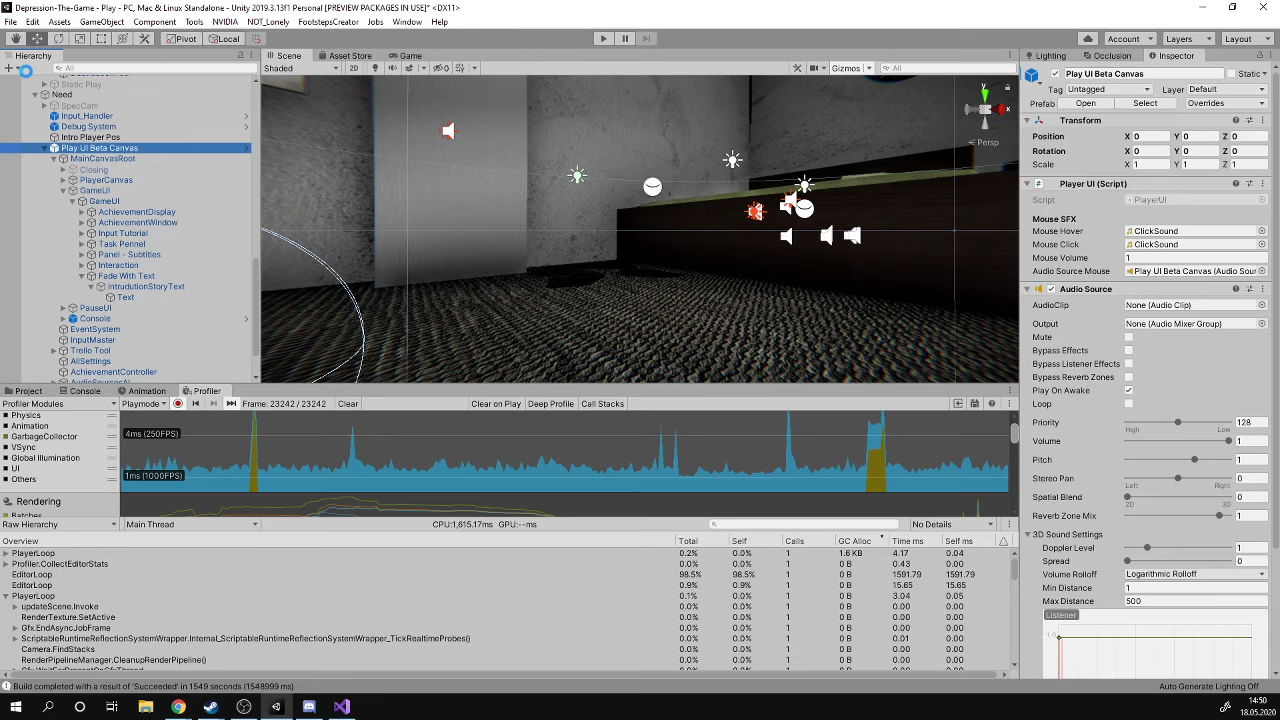 Depression-The-Game - Play - PC, Mac & Linux Standalone - Unity 2019.3.13f1 Personal [PREVIEW PACKAGES IN USE]* <DX11>
File Edit Assets GameObject Component Tools NVIDIA NOT_Lonely FootstepsCreator Jobs Window Help
Pivot Local Account Layers Layout
Hierarchy Scene Asset Store Game Lighting Occlusion Inspector
All Shaded 2D 0 Gizmos All
Play UI Beta Canvas Static
Tag Untagged Layer Default
Prefab Open Select Overrides
Static Play
Need
SpecCam
Input_Handler
Debug System
Intro Player Pos
Play UI Beta Canvas
MainCanvasRoot
Closing
PlayerCanvas
GameUI
GameUI
AchievementDisplay
AchievementWindow
Input Tutorial
Task Pennel
Panel - Subtitles
Interaction
Fade With Text
IntrudutionStoryText
Text
PauseUI
Console
EventSystem
InputMaster
Trello Tool
AllSettings
AchievementController
x
Persp
Transform
Position X 0 Y 0 Z 0
Rotation X 0 Y 0 Z 0
Scale X 1 Y 1 Z 1
Player UI (Script)
Script PlayerUI
Mouse SFX
Mouse Hover ClickSound
Mouse Click ClickSound
Mouse Volume 1
Audio Source Mouse Play UI Beta Canvas (Audio Sour
Audio Source
AudioClip None (Audio Clip)
Output None (Audio Mixer Group)
Mute
Bypass Effects
Bypass Listener Effects
Bypass Reverb Zones
Play On Awake
Loop
Priority 128
High Low
Volume 1
Pitch 1
Stereo Pan 0
Left Right
Spatial Blend 0
2D 3D
Reverb Zone Mix 1
3D Sound Settings
Doppler Level 1
Spread 0
Volume Rolloff Logarithmic Rolloff
Min Distance 1
Max Distance 500
Listener
1.0
Project Console Animation Profiler
Profiler Modules Playmode Frame: 23242 / 23242 Clear Clear on Play Deep Profile Call Stacks
Physics
Animation
GarbageCollector
VSync
Global Illumination
UI
Others
4ms (250FPS)
1ms (1000FPS)
Rendering
Raw Hierarchy Main Thread CPU:1,615.17ms GPU:--ms No Details
Overview Total Self Calls GC Alloc Time ms Self ms
PlayerLoop 0.2% 0.0% 1 1.6 KB 4.17 0.04
Profiler.CollectEditorStats 0.0% 0.0% 1 0 B 0.43 0.00
EditorLoop 98.5% 98.5% 1 0 B 1591.79 1591.79
EditorLoop 0.9% 0.9% 1 0 B 15.65 15.65
PlayerLoop 0.1% 0.0% 1 0 B 3.04 0.05
updateScene.Invoke 0.0% 0.0% 1 0 B 0.00 0.00
RenderTexture.SetActive 0.0% 0.0% 1 0 B 0.00 0.00
Gfx.EndAsyncJobFrame 0.0% 0.0% 1 0 B 0.00 0.00
ScriptableRuntimeReflectionSystemWrapper.Internal_ScriptableRuntimeReflectionSystemWrapper_TickRealtimeProbes() 0.0% 0.0% 1 0 B 0.01 0.00
Camera.FindStacks 0.0% 0.0% 1 0 B 0.00 0.00
RenderPipelineManager.CleanupRenderPipeline() 0.0% 0.0% 1 0 B 0.00 0.00
Build completed with a result of 'Succeeded' in 1549 seconds (1548999 ms) Auto Generate Lighting Off
14:50
18.05.2020